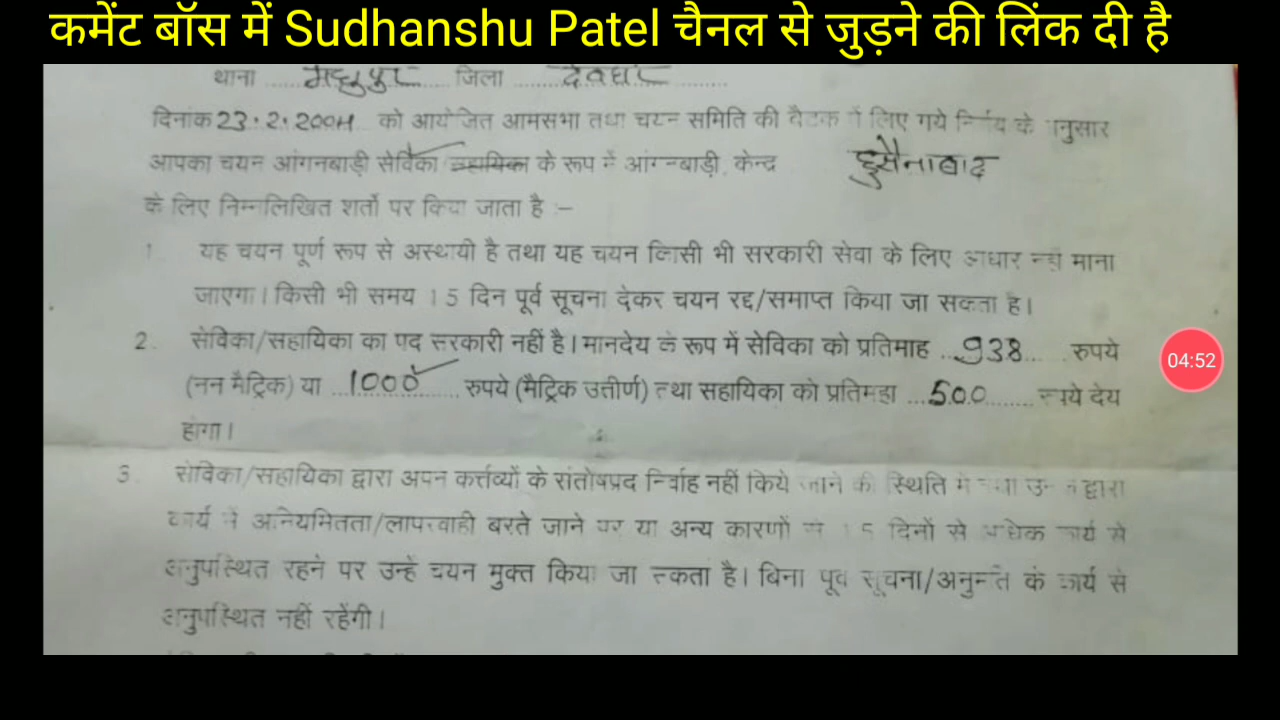 कमेंट बॉस में Sudhanshu Patel चैनल से जुड़ने की लिंक दी है
थाना ...... मधुपुर ...... जिला ...... देवघर ......
दिनांक 23.2.2004 को आयोजित आमसभा तथा चयन समिति की बैठक में लिए गये निर्णय के अनुसार
आपका चयन आंगनबाड़ी सेविका सहायिका के रूप में आंगनबाड़ी केन्द्र हुसैनाबाद
के लिए निम्नलिखित शर्तों पर किया जाता है :-
1. यह चयन पूर्ण रूप से अस्थायी है तथा यह चयन किसी भी सरकारी सेवा के लिए आधार नहीं माना
जाएगा। किसी भी समय 15 दिन पूर्व सूचना देकर चयन रद्द/समाप्त किया जा सकता है।
2. सेविका/सहायिका का पद सरकारी नहीं है। मानदेय के रूप में सेविका को प्रतिमाह ...938... रुपये
(नन मैट्रिक) या ...1000... रुपये (मैट्रिक उत्तीर्ण) तथा सहायिका को प्रतिमहा ...500... रूपये देय
होगा।
3. सेविका/सहायिका द्वारा अपन कर्त्तव्यों के संतोषप्रद निर्वाह नहीं किये जाने की स्थिति में द्वारा
कार्य में अनियमितता/लापरवाही बरते जाने पर या अन्य कारणों से 15 दिनों से अधिक कार्य से
अनुपस्थित रहने पर उन्हें चयन मुक्त किया जा सकता है। बिना पूर्व सूचना/अनुमति के कार्य से
अनुपस्थित नहीं रहेंगी।
04:52